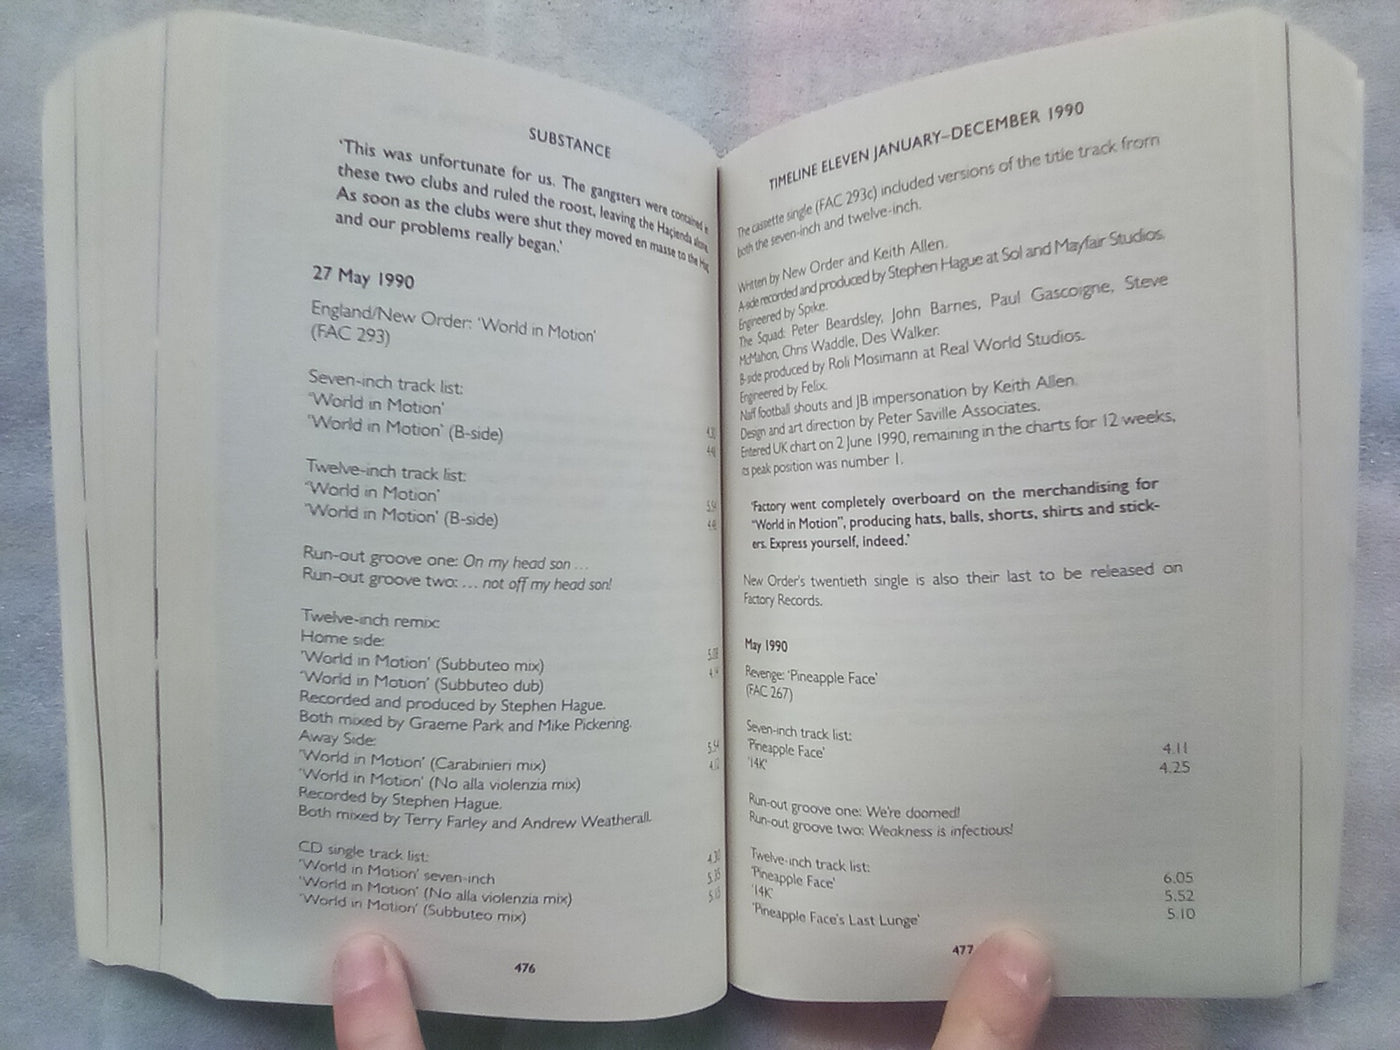 SUBSTANCE
'This was unfortunate for us. The gangsters were contained in
these two clubs and ruled the roost, leaving the Haçienda alone.
As soon as the clubs were shut they moved en masse to the Haç
and our problems really began.'
27 May 1990
England/New Order: 'World in Motion'
(FAC 293)
Seven-inch track list:
'World in Motion'
'World in Motion' (B-side)
Twelve-inch track list:
'World in Motion' 5.54
'World in Motion' (B-side)
Run-out groove one: On my head son …
Run-out groove two: … not off my head son!
Twelve-inch remix:
Home side:
'World in Motion' (Subbuteo mix)
'World in Motion' (Subbuteo dub)
Recorded and produced by Stephen Hague.
Both mixed by Graeme Park and Mike Pickering.
Away Side:
'World in Motion' (Carabinieri mix) 5.54
'World in Motion' (No alla violenzia mix)
Recorded by Stephen Hague.
Both mixed by Terry Farley and Andrew Weatherall.
CD single track list:
'World in Motion' seven-inch 4.30
'World in Motion' (No alla violenzia mix) 5.35
'World in Motion' (Subbuteo mix)
476
TIMELINE ELEVEN JANUARY–DECEMBER 1990
The cassette single (FAC 293c) included versions of the title track from
both the seven-inch and twelve-inch.
Written by New Order and Keith Allen.
A-side recorded and produced by Stephen Hague at Sol and Mayfair Studios.
Engineered by Spike.
The Squad: Peter Beardsley, John Barnes, Paul Gascoigne, Steve
McMahon, Chris Waddle, Des Walker.
B-side produced by Roli Mosimann at Real World Studios.
Engineered by Felix.
Naff football shouts and JB impersonation by Keith Allen.
Design and art direction by Peter Saville Associates.
Entered UK chart on 2 June 1990, remaining in the charts for 12 weeks,
its peak position was number 1.
'Factory went completely overboard on the merchandising for
"World in Motion", producing hats, balls, shorts, shirts and stick-
ers. Express yourself, indeed.'
New Order's twentieth single is also their last to be released on
Factory Records.
May 1990
Revenge: 'Pineapple Face'
(FAC 267)
Seven-inch track list:
'Pineapple Face' 4.11
'14K' 4.25
Run-out groove one: We're doomed!
Run-out groove two: Weakness is infectious!
Twelve-inch track list:
'Pineapple Face' 6.05
'14K' 5.52
'Pineapple Face's Last Lunge' 5.10
477